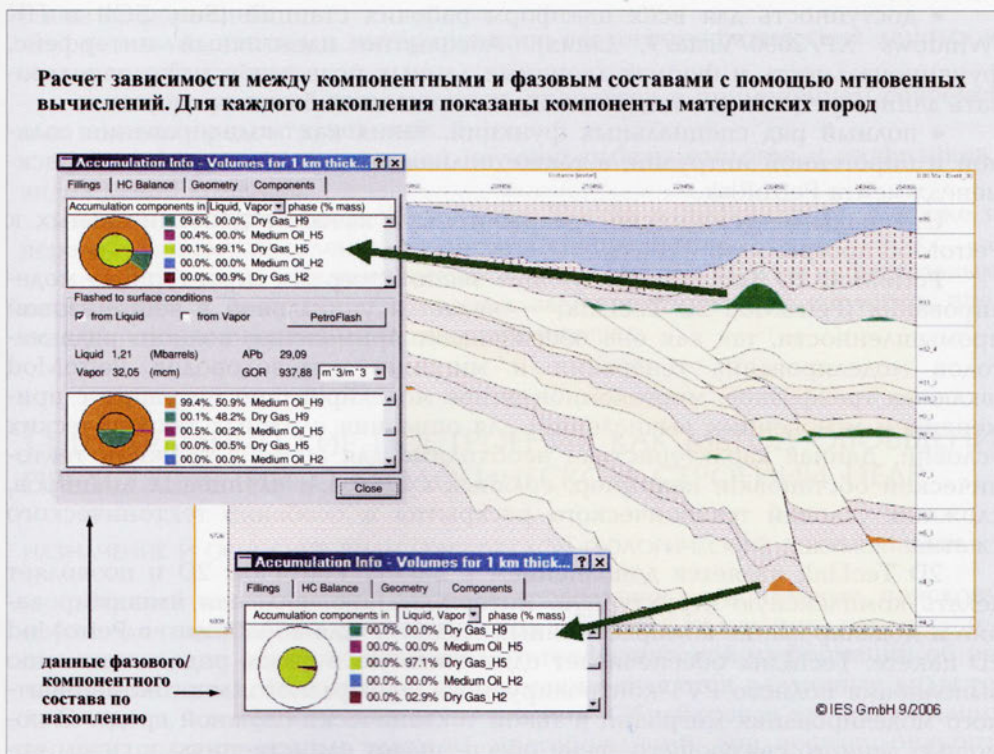 Расчет зависимости между компонентным и фазовым составом с учетом PVT-данных
вычислений. Для каждого накопления показаны компоненты материнских пород
Accumulation Info - Volumes for 1 km thick...
Fillings HC Balance Geometry Components
Accumulation components in Liquid, Vapor phase (% mass)
09.6% 00.0% Dry Gas_H9
00.4% 00.0% Medium Oil_H5
00.1% 99.1% Dry Gas_H5
00.0% 00.0% Medium Oil_H2
00.0% 00.9% Dry Gas_H2
Flashed to surface conditions
from Liquid from Vapor PetroFlash
Liquid 1,21 (Mbarrels) APb 29,09
Vapor 32,05 (mcm) GOR 937,88 m^3/m^3
99.4% 50.9% Medium Oil_H9
00.1% 48.2% Dry Gas_H9
00.5% 00.2% Medium Oil_H5
00.0% 00.5% Dry Gas_H5
00.0% 00.0% Medium Oil_H2
Close
Accumulation Info - Volumes for 1 km thick...
Fillings HC Balance Geometry Components
Accumulation components in Liquid, Vapor phase (% mass)
00.0% 00.0% Dry Gas_H9
00.0% 00.0% Medium Oil_H5
00.0% 97.1% Dry Gas_H5
00.0% 00.0% Medium Oil_H2
00.0% 02.9% Dry Gas_H2
данные фазового/
компонентного
состава по
накоплению
©IES GmbH 9/2006